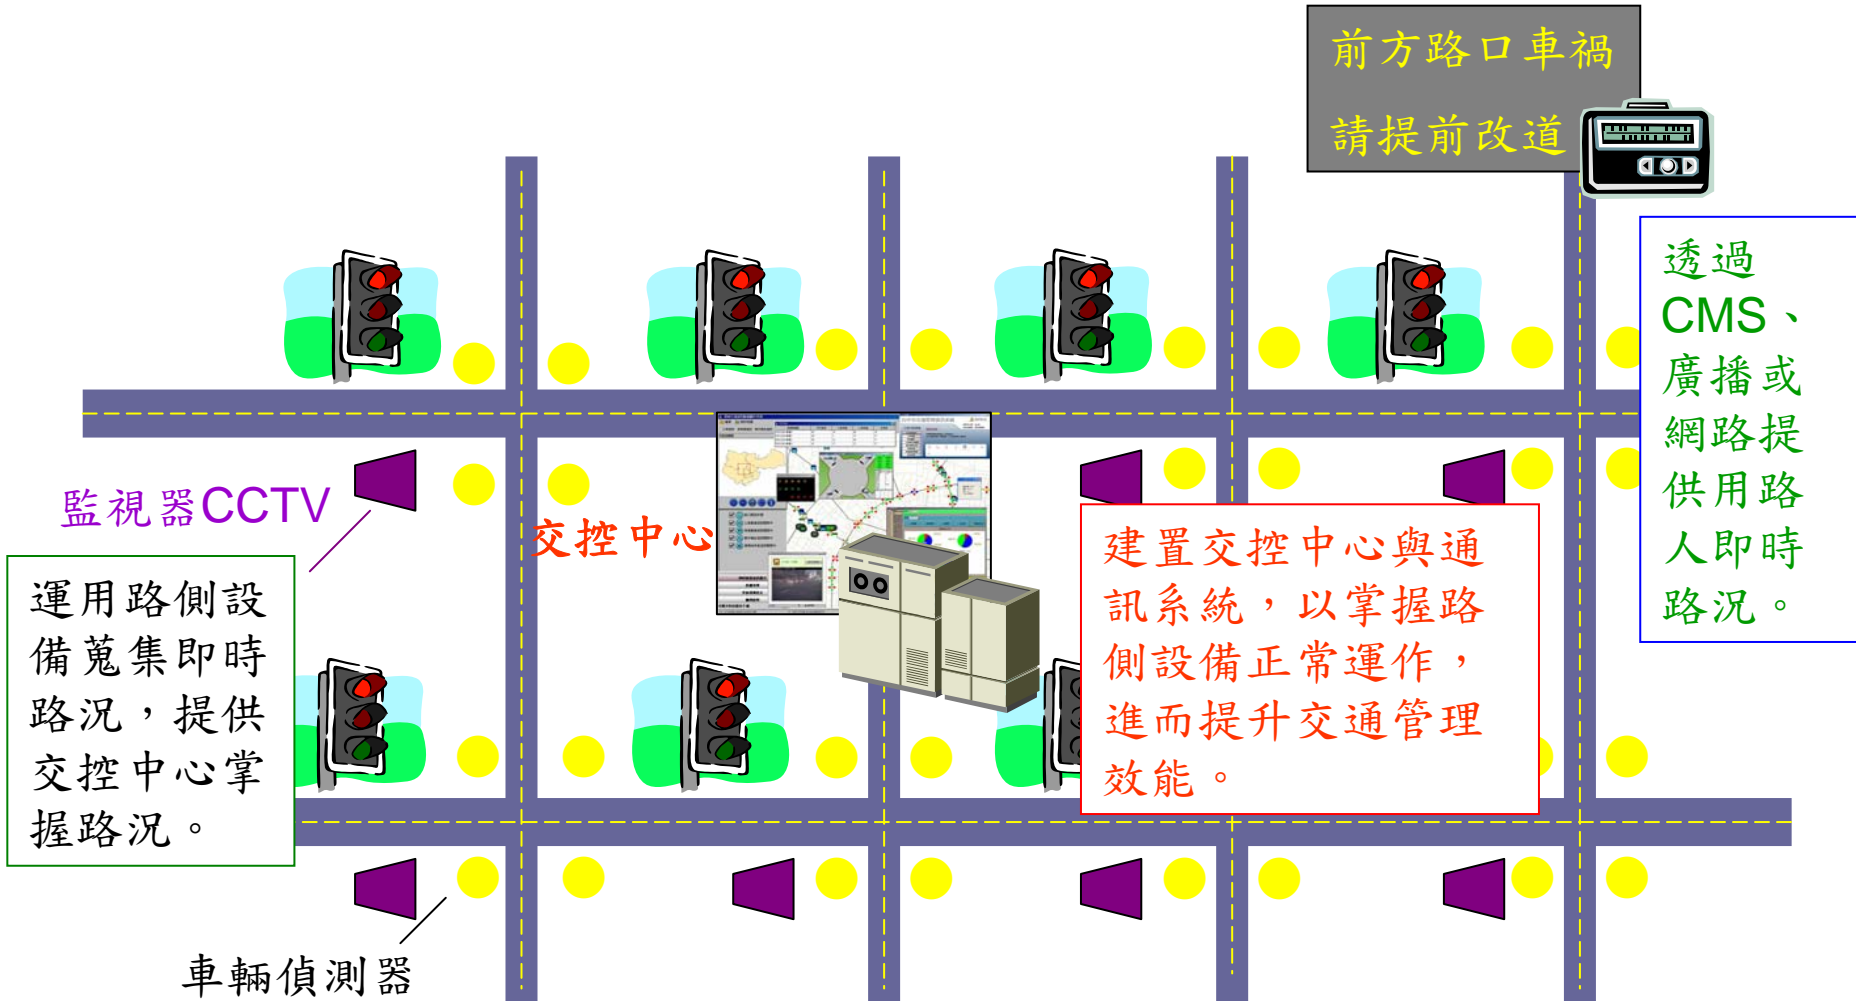 前方路口車禍
請提前改道
透過
CMS、
廣播或
網路提
供用路
人即時
路況。
監視器CCTV
交控中心
運用路側設
備蒐集即時
路況，提供
交控中心掌
握路況。
建置交控中心與通
訊系統，以掌握路
側設備正常運作，
進而提升交通管理
效能。
車輛偵測器